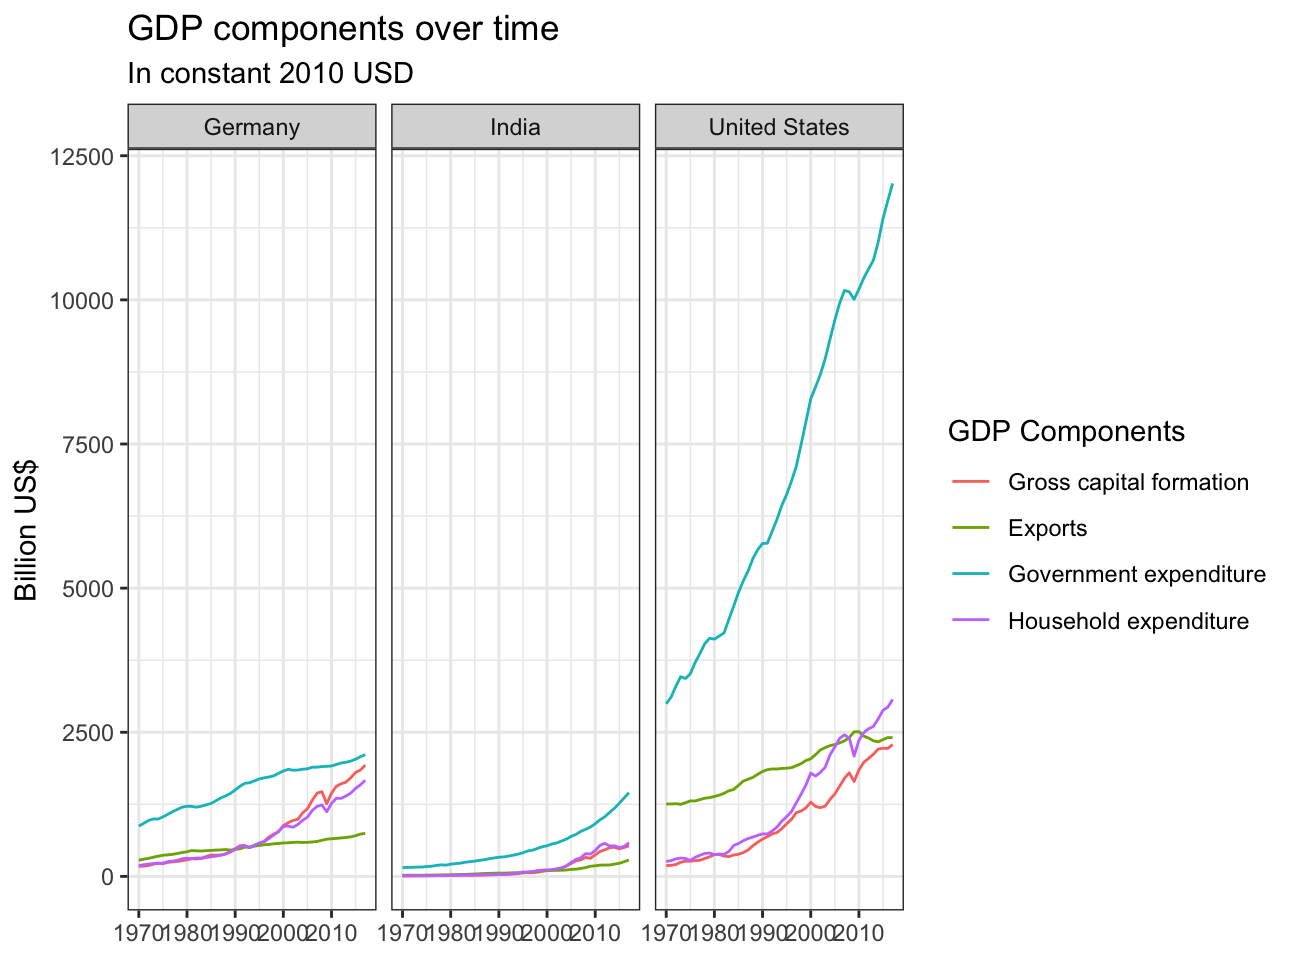 GDP components over time
In constant 2010 USD
Germany India United States
12500
10000
7500
5000
2500
0
Billion US$
1970 1980 1990 2000 2010 1970 1980 1990 2000 2010 1970 1980 1990 2000 2010
GDP Components
Gross capital formation
Exports
Government expenditure
Household expenditure